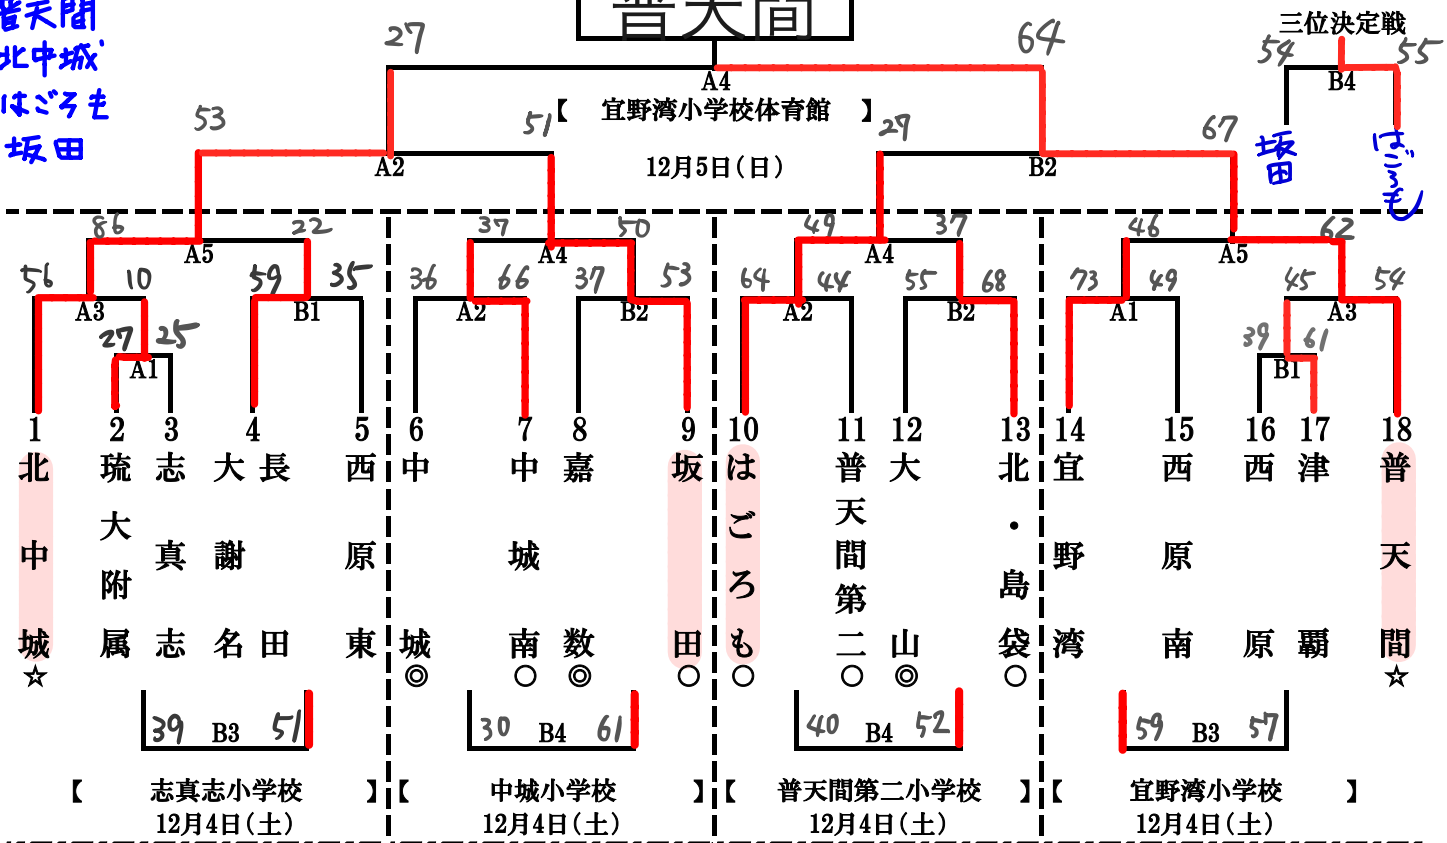 普天間
北中城
はごろも
坂田
普天間
三位決定戦
27 64 54 55
A4 B4
【 宜野湾小学校体育館 】
53 51 29 67
A2 12月5日(日) B2
坂田 はごろも
86 22 37 50 49 37 46 62
A5 A4 A4 A5
56 10 59 35 36 66 37 53 64 44 55 68 73 49 45 54
A3 B1 A2 B2 A2 B2 A1 A3
27 25 39 61
A1 B1
1 2 3 4 5 6 7 8 9 10 11 12 13 14 15 16 17 18
北中城☆
琉大附属
志真志
大謝名
長田
西原東
中城◎
中城南○
嘉数◎
坂田○
はごろも○
普天間第二○
大山◎
北・島袋○
宜野湾
西原南
西原
津覇
普天間☆
39 B3 51 30 B4 61 40 B4 52 59 B3 57
【 志真志小学校 】【 中城小学校 】【 普天間第二小学校 】【 宜野湾小学校 】
12月4日(土) 12月4日(土) 12月4日(土) 12月4日(土)